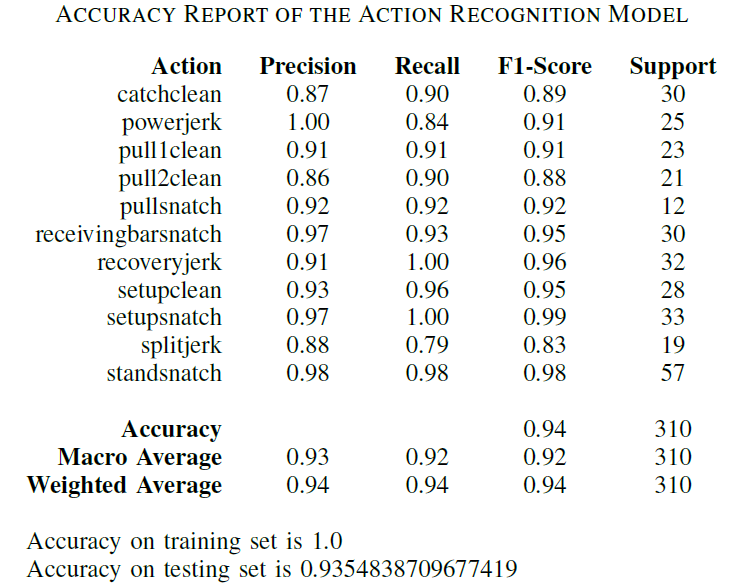 ACCURACY REPORT OF THE ACTION RECOGNITION MODEL
Action Precision Recall F1-Score Support
catchclean 0.87 0.90 0.89 30
powerjerk 1.00 0.84 0.91 25
pull1clean 0.91 0.91 0.91 23
pull2clean 0.86 0.90 0.88 21
pullsnatch 0.92 0.92 0.92 12
receivingbarsnatch 0.97 0.93 0.95 30
recoveryjerk 0.91 1.00 0.96 32
setupclean 0.93 0.96 0.95 28
setupsnatch 0.97 1.00 0.99 33
splitjerk 0.88 0.79 0.83 19
standsnatch 0.98 0.98 0.98 57
Accuracy 0.94 310
Macro Average 0.93 0.92 0.92 310
Weighted Average 0.94 0.94 0.94 310
Accuracy on training set is 1.0
Accuracy on testing set is 0.9354838709677419